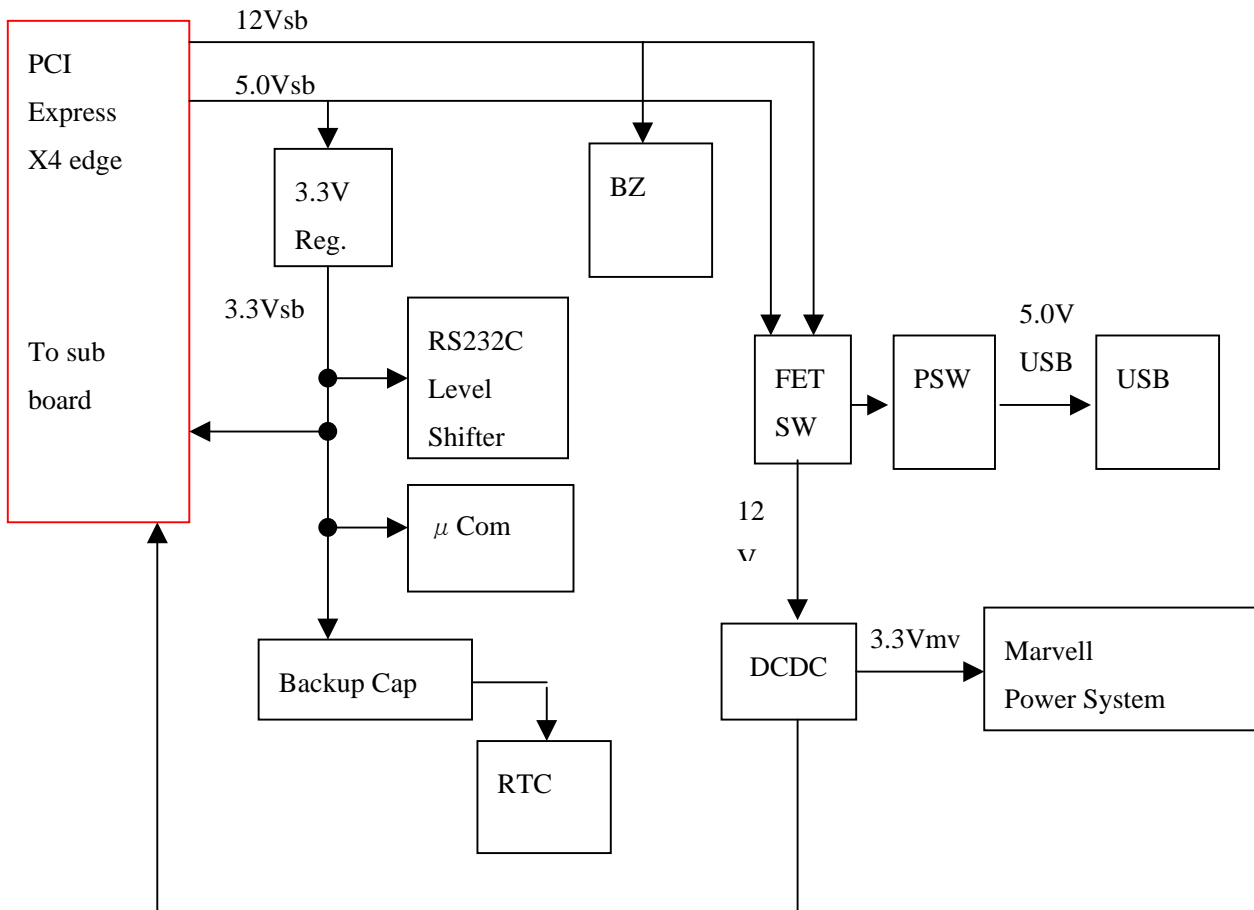 12Vsb
PCI
Express
X4 edge
To sub
board
5.0Vsb
3.3V
Reg.
BZ
3.3Vsb
RS232C
Level
Shifter
μ Com
Backup Cap
RTC
FET
SW
PSW
5.0V
USB
USB
12
V
DCDC
3.3Vmv
Marvell
Power System